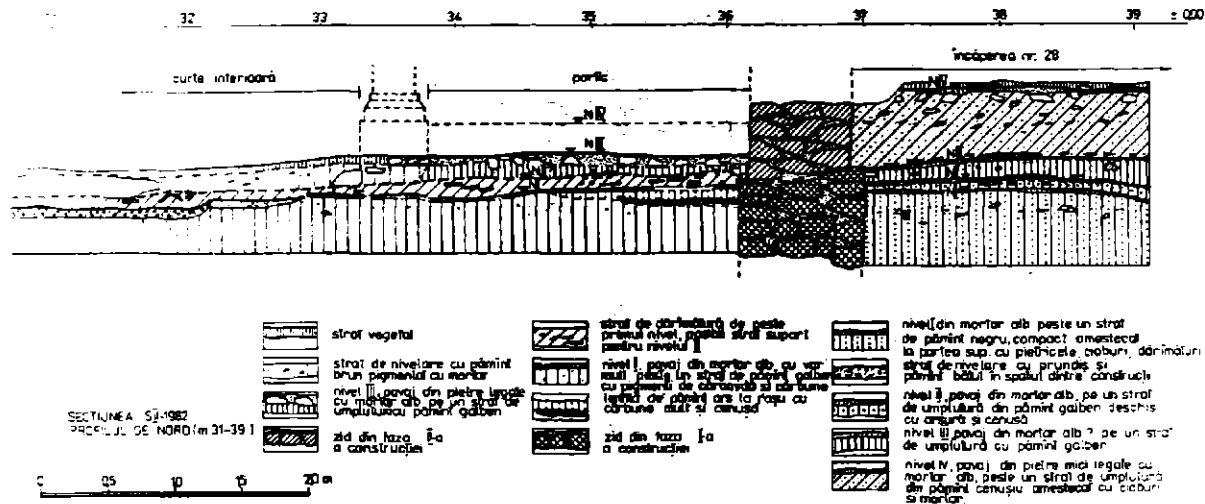 32 33 34 35 36 37 38 39 ± 0,00
încăperea nr. 28
curte interioară
portic
N IV
N IV
N III
strat vegetal
strat de nivelare cu pămînt
brun pigmentat cu mortar
nivel III, pavaj din pietre legate
cu mortar alb, pe un strat de
umplutură cu pămînt galben
zid din faza II-a
a construcției
strat de dărîmătură de peste
primul nivel, strat suport
pentru nivelul II
nivel I, pavaj din mortar alb, cu var
mult peste un strat de pămînt galben
cu pigmenți de cărămidă și cărbune
lentilă de pămînt ars la roșu cu
cărbune mult și cenușă
zid din faza I-a
a construcției
nivel I din mortar alb peste un strat
de pămînt negru, compact amestecat
la partea sup. cu pietricele, cioburi, dărîmături
strat de nivelare cu prundiș și
pămînt bătut în spațiul dintre construcții
nivel II, pavaj din mortar alb, pe un strat
de umplutură din pămînt galben deschis
cu arsură și cenușă
nivel III pavaj din mortar alb ? pe un strat
de umplutură cu pămînt galben
nivel IV, pavaj din pietre mici legate cu
mortar alb, peste un strat de umplutură
din pămînt cenușiu amestecat cu cioburi
și mortar.
SECȚIUNEA S II-1982
PROFILUL DE NORD (m 31-39)
0 1 2,0 m